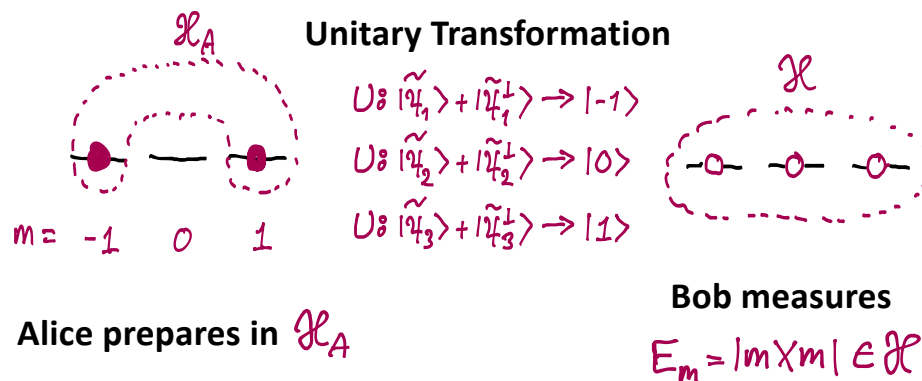 ℋ_A
Unitary Transformation
ℋ
U: |ψ̃₁⟩ + |ψ̃₁^⊥⟩ → |-1⟩
U: |ψ̃₂⟩ + |ψ̃₂^⊥⟩ → |0⟩
U: |ψ̃₃⟩ + |ψ̃₃^⊥⟩ → |1⟩
m = -1 0 1
Alice prepares in ℋ_A
Bob measures
E_m = |m⟩⟨m| ∈ ℋ